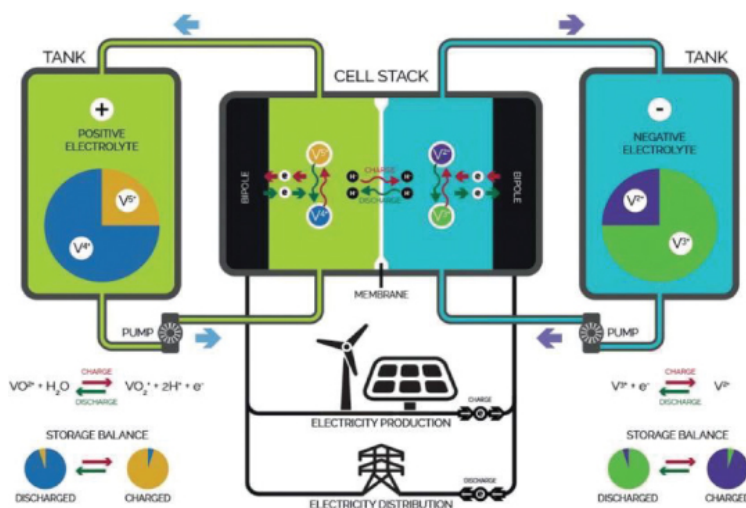 TANK
CELL STACK
TANK
+
POSITIVE
ELECTROLYTE
V⁵⁺
V⁴⁺
BIPOLE
e⁻
e⁻
V⁵⁺
V⁴⁺
H⁺
CHARGE
H⁺
H⁺
DISCHARGE
H⁺
V²⁺
V³⁺
e⁻
e⁻
BIPOLE
-
NEGATIVE
ELECTROLYTE
V²⁺
V³⁺
MEMBRANE
PUMP
PUMP
VO²⁺ + H₂O
CHARGE
DISCHARGE
VO₂⁺ + 2H⁺ + e⁻
V³⁺ + e⁻
CHARGE
DISCHARGE
V²⁺
CHARGE
e⁻
ELECTRICITY PRODUCTION
STORAGE BALANCE
DISCHARGED
CHARGED
DISCHARGE
e⁻
ELECTRICITY DISTRIBUTION
STORAGE BALANCE
DISCHARGED
CHARGED